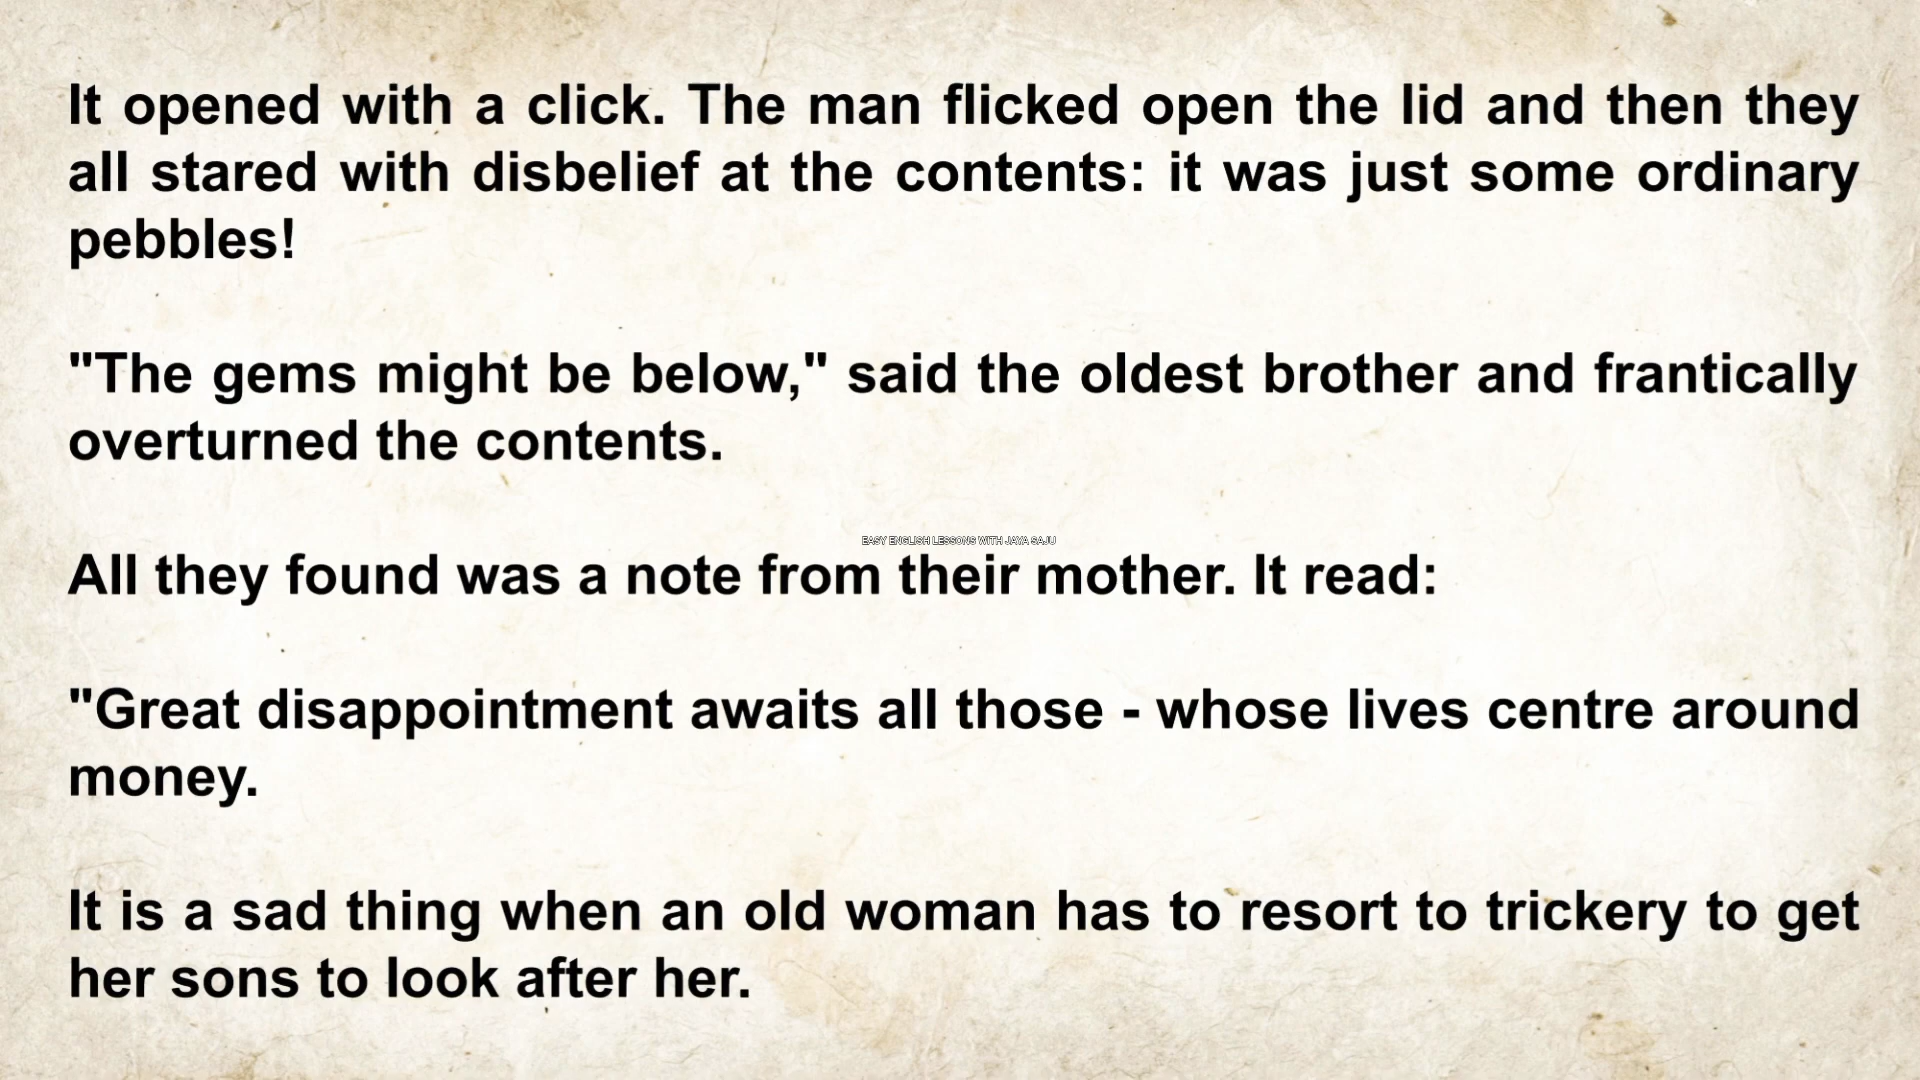 It opened with a click. The man flicked open the lid and then they
all stared with disbelief at the contents: it was just some ordinary
pebbles!
"The gems might be below," said the oldest brother and frantically
overturned the contents.
EASY ENGLISH LESSONS WITH JAYA SAJU
All they found was a note from their mother. It read:
"Great disappointment awaits all those - whose lives centre around
money.
It is a sad thing when an old woman has to resort to trickery to get
her sons to look after her.